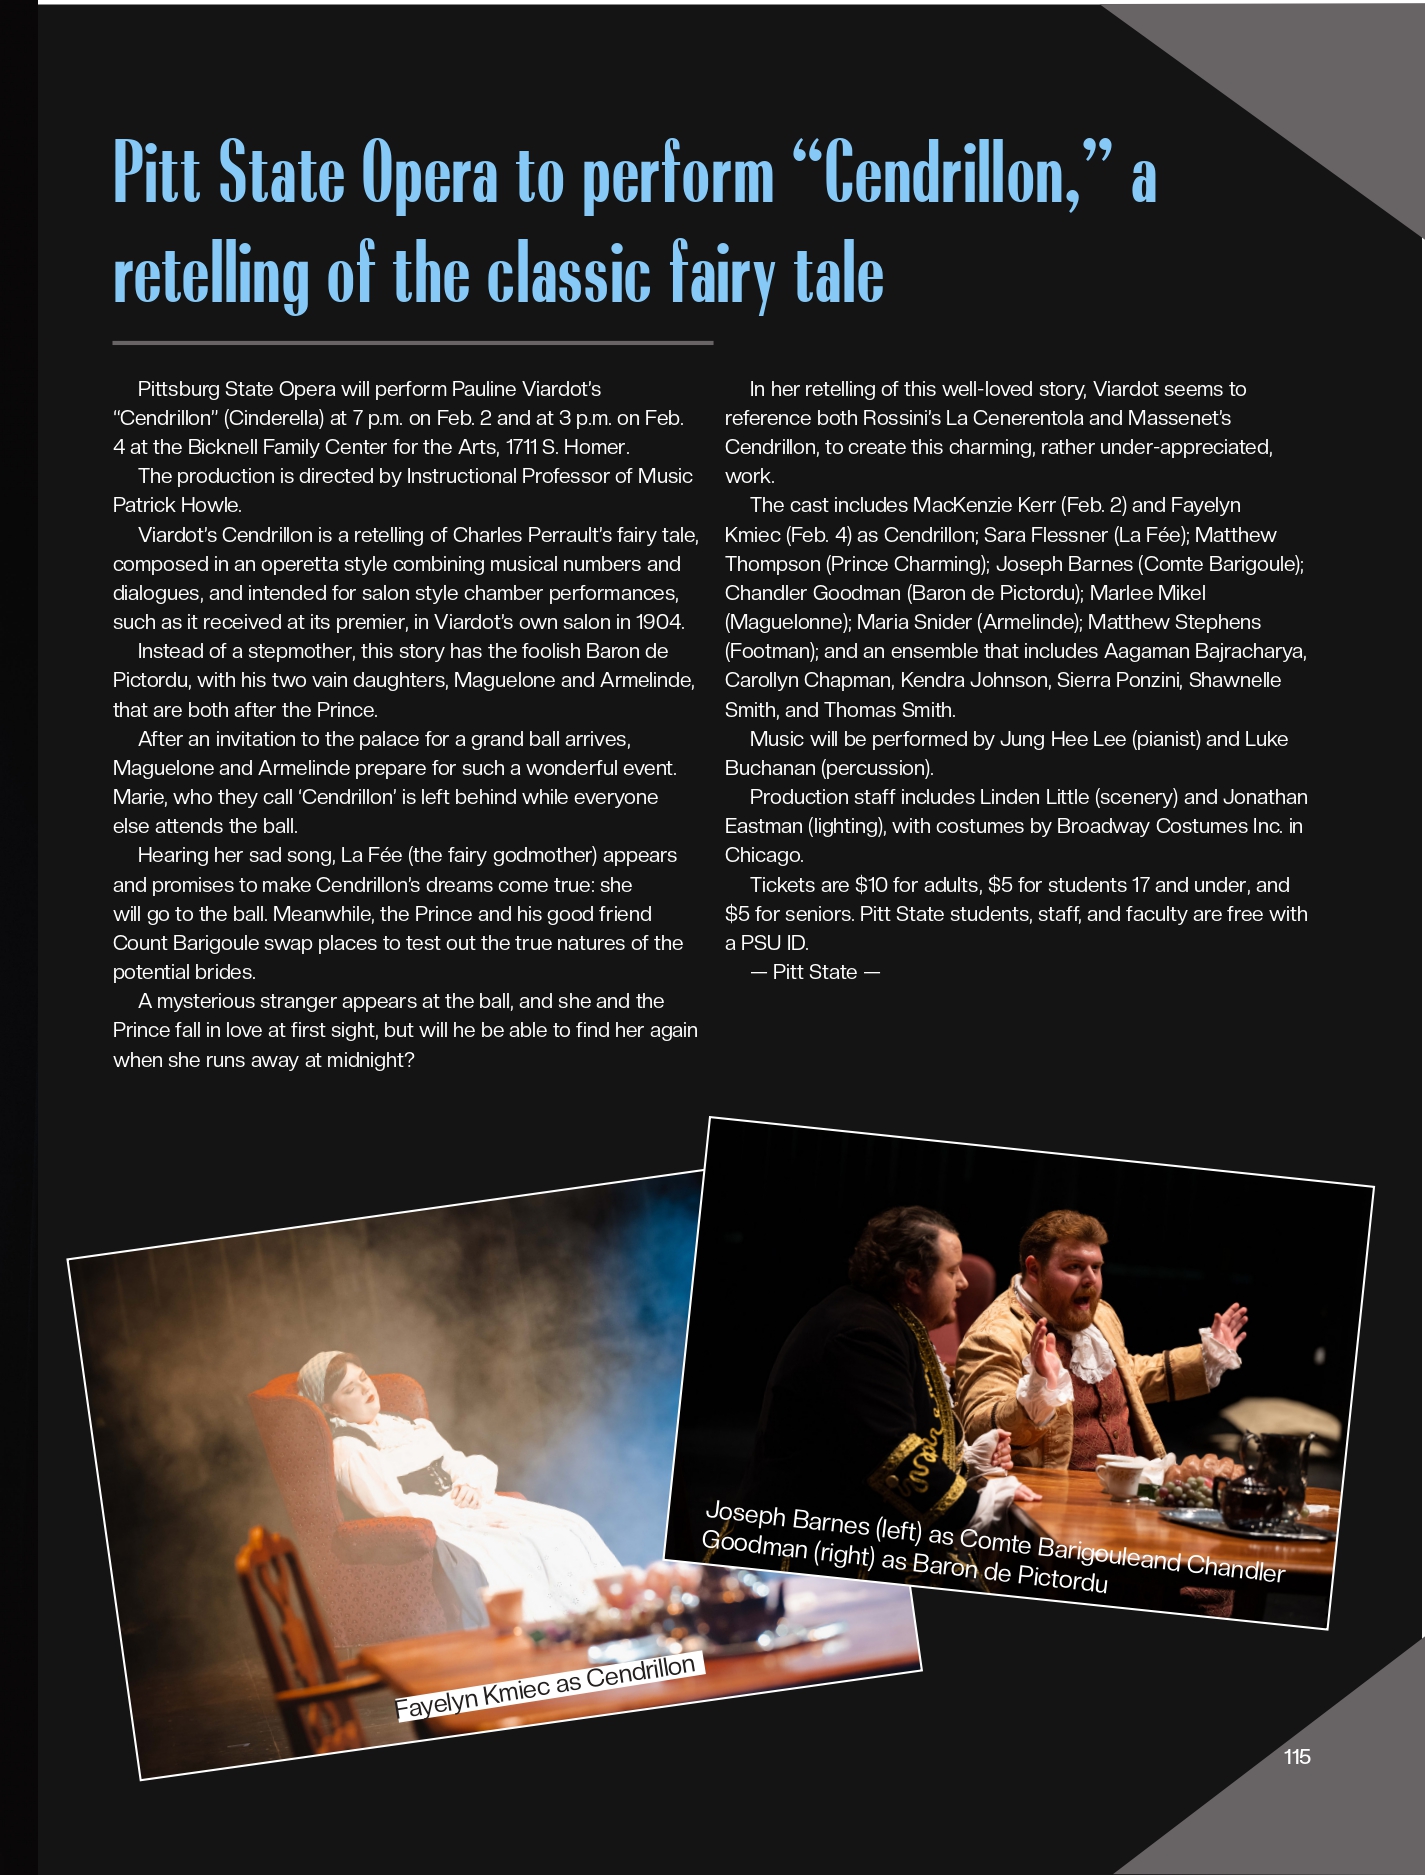 Pitt State Opera to perform “Cendrillon,” a
retelling of the classic fairy tale
Pittsburg State Opera will perform Pauline Viardot’s
“Cendrillon” (Cinderella) at 7 p.m. on Feb. 2 and at 3 p.m. on Feb.
4 at the Bicknell Family Center for the Arts, 1711 S. Homer.
The production is directed by Instructional Professor of Music
Patrick Howle.
Viardot’s Cendrillon is a retelling of Charles Perrault’s fairy tale,
composed in an operetta style combining musical numbers and
dialogues, and intended for salon style chamber performances,
such as it received at its premier, in Viardot’s own salon in 1904.
Instead of a stepmother, this story has the foolish Baron de
Pictordu, with his two vain daughters, Maguelone and Armelinde,
that are both after the Prince.
After an invitation to the palace for a grand ball arrives,
Maguelone and Armelinde prepare for such a wonderful event.
Marie, who they call ‘Cendrillon’ is left behind while everyone
else attends the ball.
Hearing her sad song, La Fée (the fairy godmother) appears
and promises to make Cendrillon’s dreams come true: she
will go to the ball. Meanwhile, the Prince and his good friend
Count Barigoule swap places to test out the true natures of the
potential brides.
A mysterious stranger appears at the ball, and she and the
Prince fall in love at first sight, but will he be able to find her again
when she runs away at midnight?
In her retelling of this well-loved story, Viardot seems to
reference both Rossini’s La Cenerentola and Massenet’s
Cendrillon, to create this charming, rather under-appreciated,
work.
The cast includes MacKenzie Kerr (Feb. 2) and Fayelyn
Kmiec (Feb. 4) as Cendrillon; Sara Flessner (La Fée); Matthew
Thompson (Prince Charming); Joseph Barnes (Comte Barigoule);
Chandler Goodman (Baron de Pictordu); Marlee Mikel
(Maguelonne); Maria Snider (Armelinde); Matthew Stephens
(Footman); and an ensemble that includes Aagaman Bajracharya,
Carollyn Chapman, Kendra Johnson, Sierra Ponzini, Shawnelle
Smith, and Thomas Smith.
Music will be performed by Jung Hee Lee (pianist) and Luke
Buchanan (percussion).
Production staff includes Linden Little (scenery) and Jonathan
Eastman (lighting), with costumes by Broadway Costumes Inc. in
Chicago.
Tickets are $10 for adults, $5 for students 17 and under, and
$5 for seniors. Pitt State students, staff, and faculty are free with
a PSU ID.
— Pitt State —
Joseph Barnes (left) as Comte Barigouleand Chandler
Goodman (right) as Baron de Pictordu
Fayelyn Kmiec as Cendrillon
115